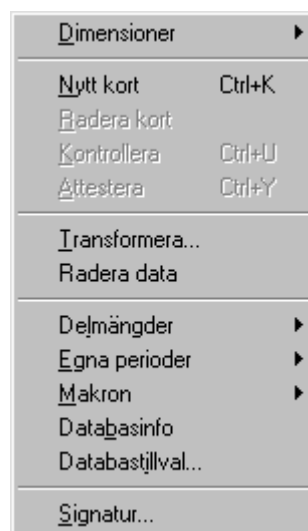 Dimensioner
Nytt kort Ctrl+K
Radera kort
Kontrollera Ctrl+U
Attestera Ctrl+Y
Transformera...
Radera data
Delmängder
Egna perioder
Makron
Databasinfo
Databastillval...
Signatur...